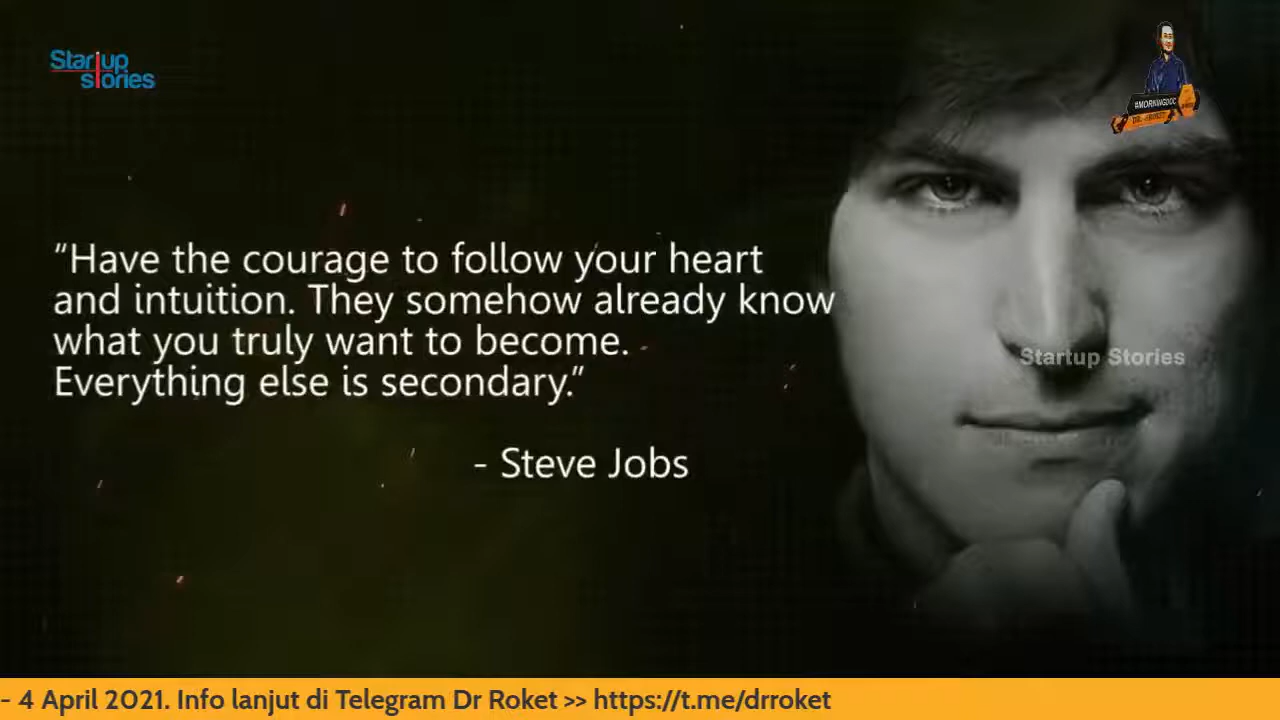 Startup
stories
#MORNINGDOC
“Have the courage to follow your heart
and intuition. They somehow already know
what you truly want to become.
Everything else is secondary.”
- Steve Jobs
Startup Stories
- 4 April 2021. Info lanjut di Telegram Dr Roket >> https://t.me/drroket